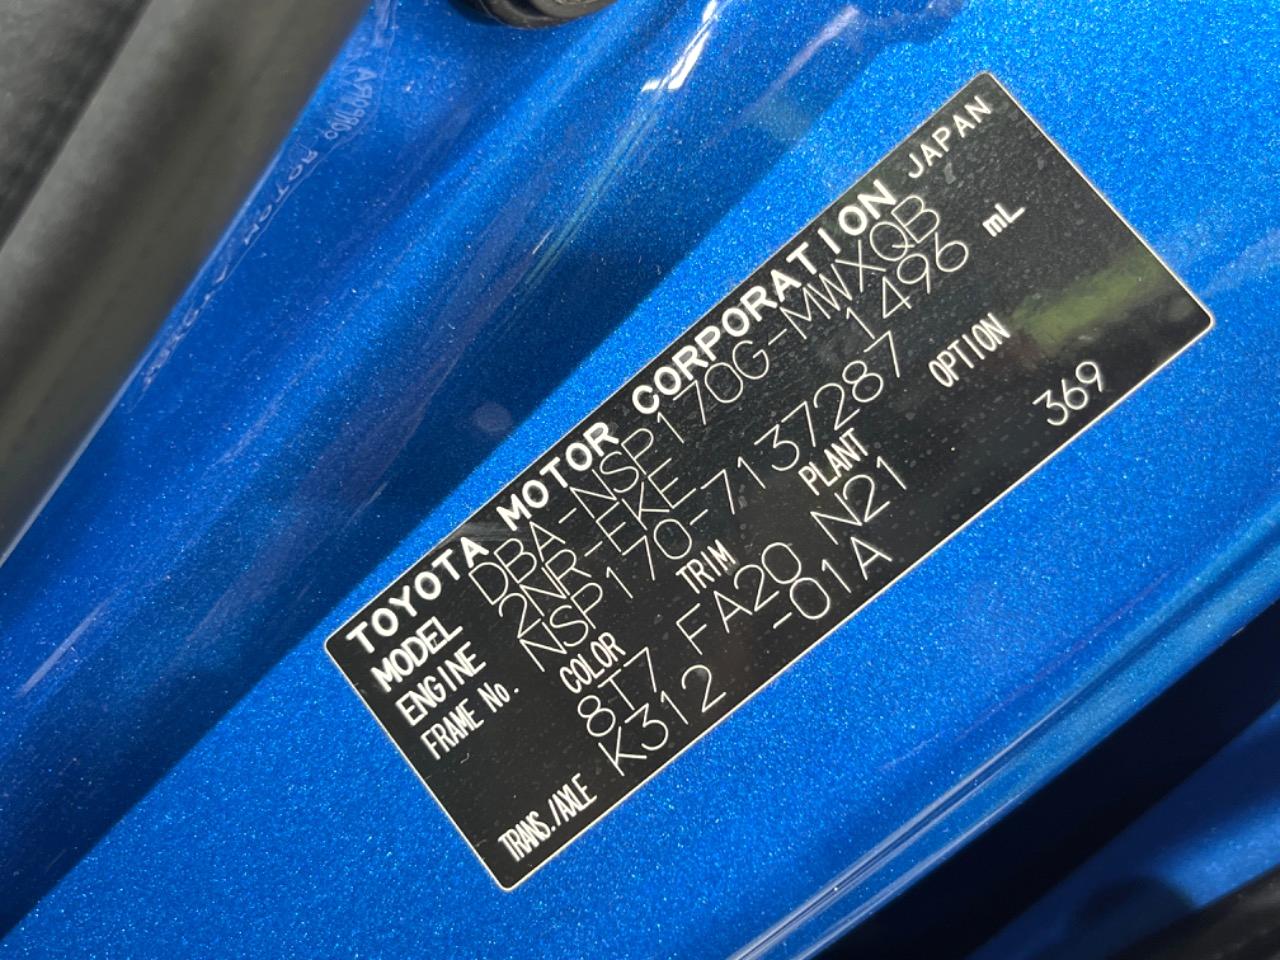 TOYOTA MOTOR CORPORATION JAPAN
MODEL DBA-NSP170G-MWXQB
ENGINE 2NR-FKE 1496 mL
FRAME No. NSP170-7137287
COLOR TRIM PLANT OPTION
8T7 FA20 N21 369
TRANS./AXLE K312 -01A